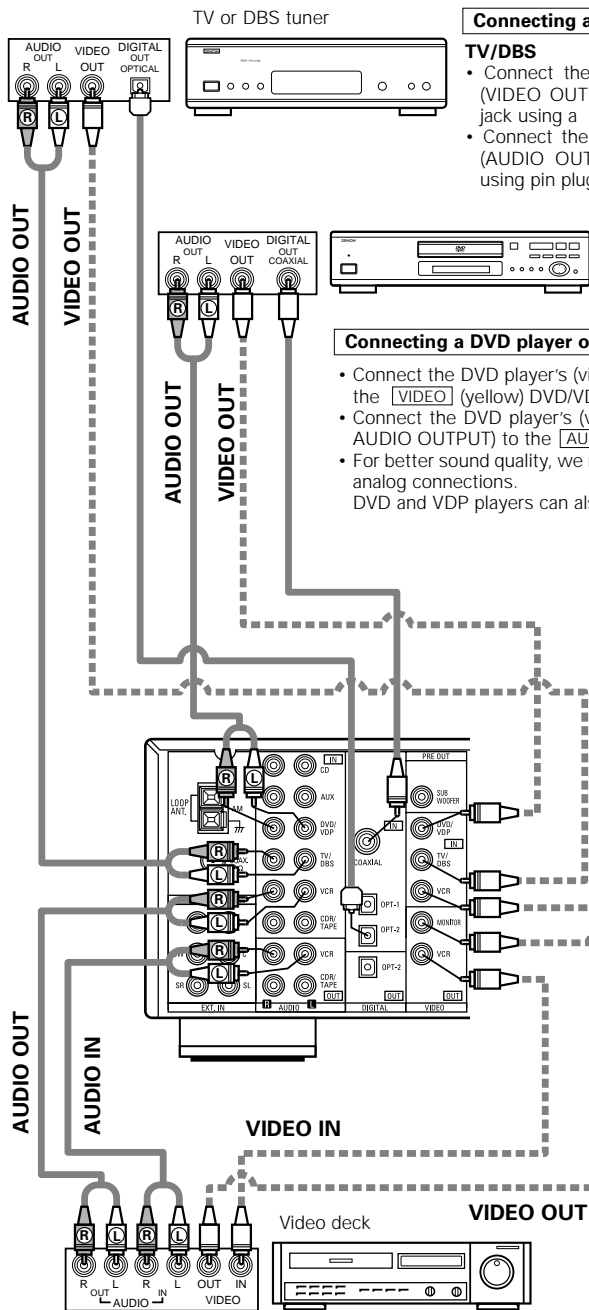 TV or DBS tuner
AUDIO
OUT
R L
VIDEO
OUT
DIGITAL
OUT
OPTICAL
DENON
R L
AUDIO OUT
VIDEO OUT
Connecting a
TV/DBS
• Connect the
(VIDEO OUT
jack using a
• Connect the
(AUDIO OUT
using pin plug
AUDIO
OUT
R L
VIDEO
OUT
DIGITAL
OUT
COAXIAL
DENON
R L
AUDIO OUT
VIDEO OUT
Connecting a DVD player o
• Connect the DVD player's (vi
the VIDEO (yellow) DVD/VD
• Connect the DVD player's (v
AUDIO OUTPUT) to the AU
• For better sound quality, we r
analog connections.
DVD and VDP players can als
R L
LOOP
ANT.
AM
IN
CD
AUX
DVD/
VDP
TV/
DBS
VCR
CDR/
TAPE
VCR
CDR/
TAPE
OUT
R L
R L
R L
SR SL
EXT. IN
R AUDIO L
IN
COAXIAL
OPT-1
OPT-2
OPT-2
OUT
DIGITAL
PRE OUT
SUB
WOOFER
DVD/
VDP
IN
TV/
DBS
VCR
MONITOR
VCR
OUT
VIDEO
AUDIO OUT
AUDIO IN
VIDEO IN
VIDEO OUT
R L R L
R L R L OUT IN
OUT AUDIO IN VIDEO
Video deck